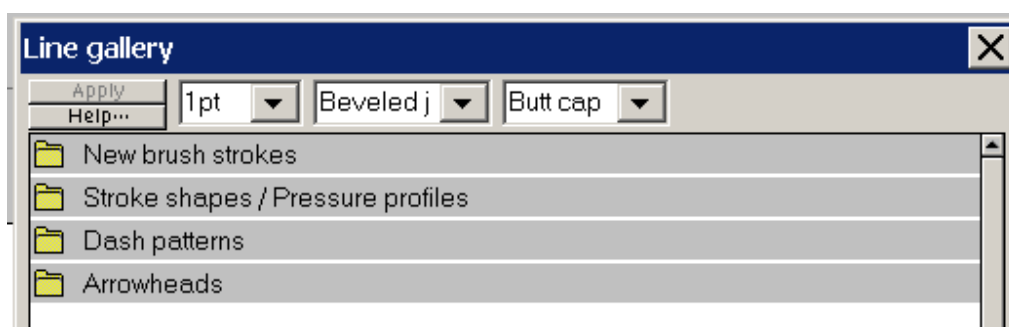 Line gallery
Apply
Help...
1pt
Beveled j
Butt cap
New brush strokes
Stroke shapes / Pressure profiles
Dash patterns
Arrowheads